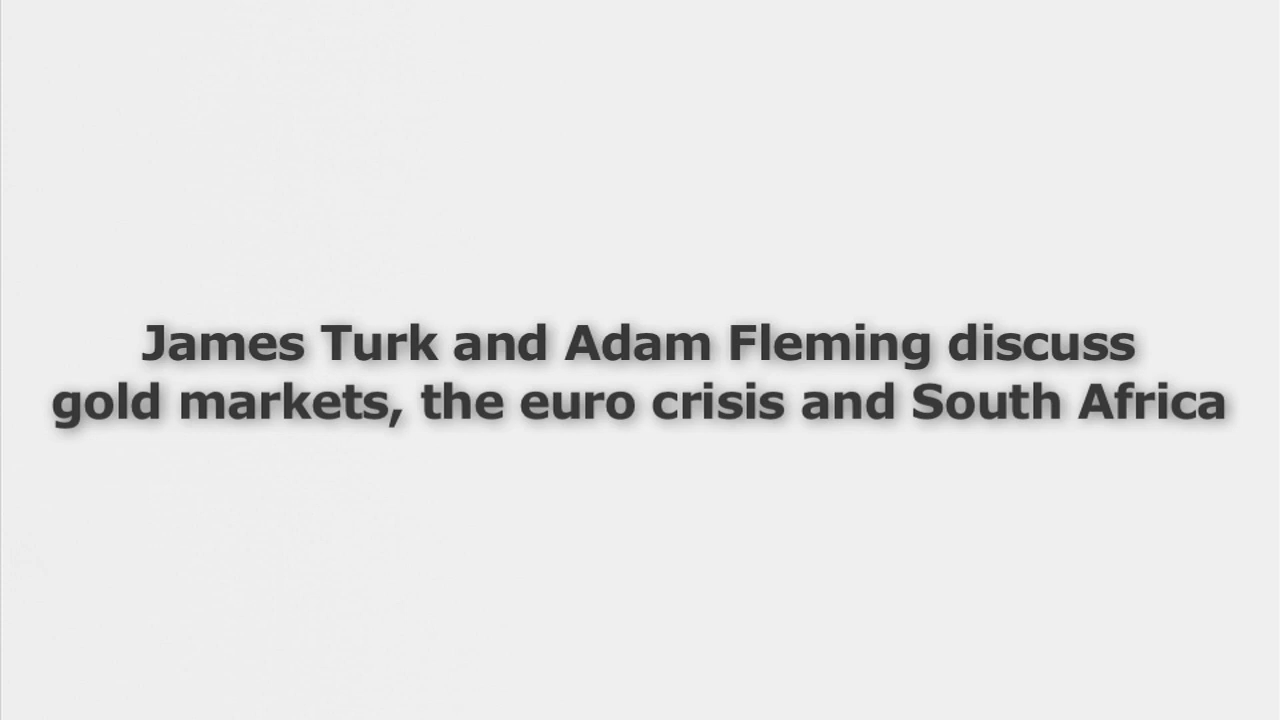 James Turk and Adam Fleming discuss
gold markets, the euro crisis and South Africa